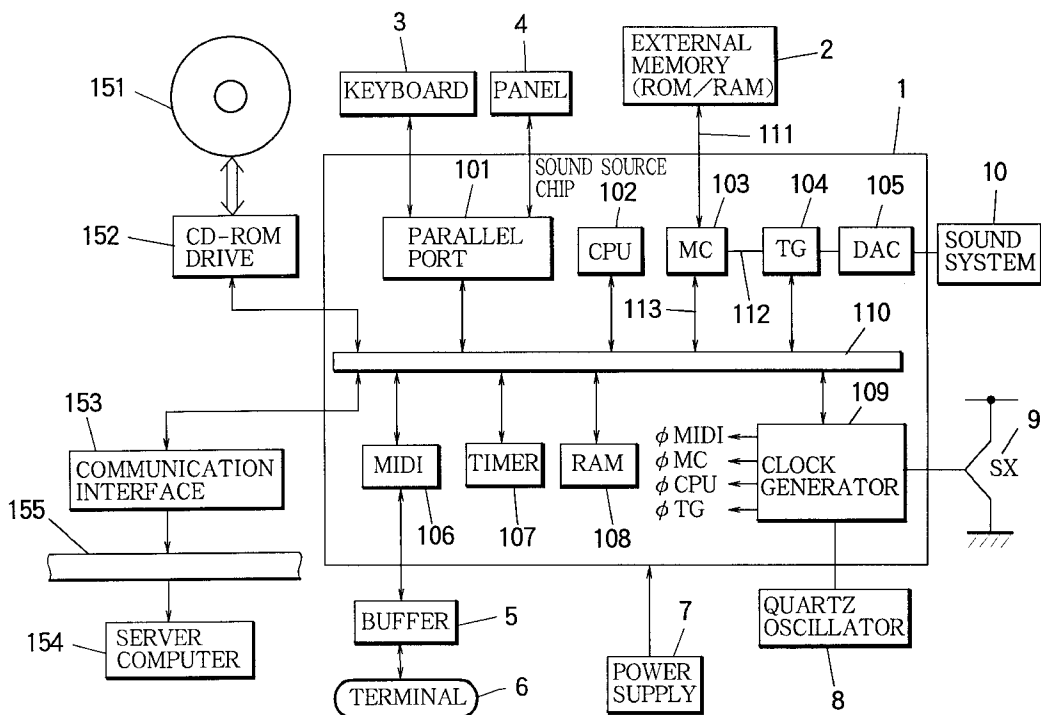 3
4
EXTERNAL
MEMORY
(ROM/RAM)
2
151
KEYBOARD
PANEL
1
111
SOUND SOURCE
CHIP
101
102
103
104
105
10
152
CD-ROM
DRIVE
PARALLEL
PORT
CPU
MC
TG
DAC
SOUND
SYSTEM
113
112
110
153
109
9
COMMUNICATION
INTERFACE
MIDI
TIMER
RAM
φ MIDI
φ MC
φ CPU
φ TG
CLOCK
GENERATOR
SX
155
106
107
108
154
SERVER
COMPUTER
BUFFER
5
7
QUARTZ
OSCILLATOR
TERMINAL
6
POWER
SUPPLY
8